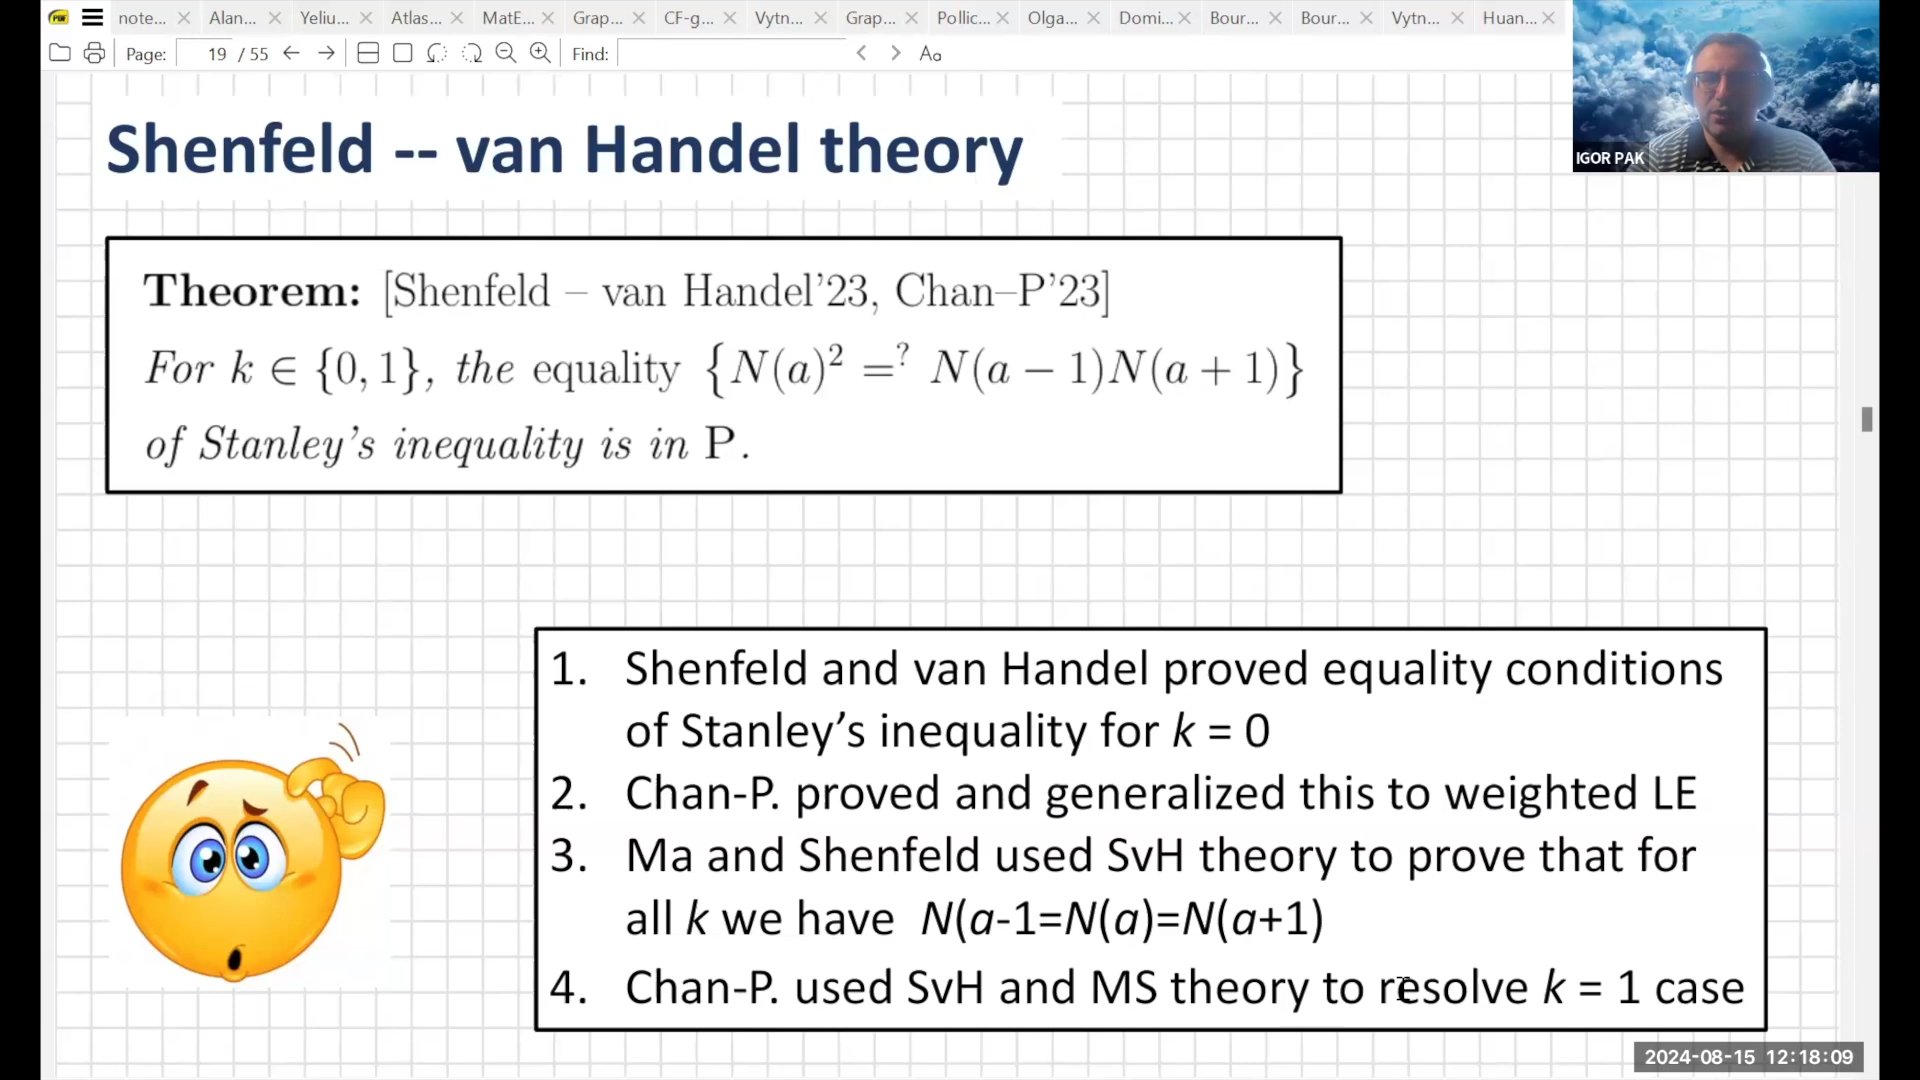 note... Alan... Yeliu... Atlas... MatE... Grap... CF-g... Vytn... Grap... Pollic... Olga... Domi... Bour... Bour... Vytn... Huan...
Page: 19 / 55 Find: Aa
IGOR PAK
Shenfeld -- van Handel theory
Theorem: [Shenfeld – van Handel'23, Chan–P'23]
For k ∈ {0, 1}, the equality {N(a)² =? N(a − 1)N(a + 1)}
of Stanley's inequality is in P.
1. Shenfeld and van Handel proved equality conditions
of Stanley's inequality for k = 0
2. Chan-P. proved and generalized this to weighted LE
3. Ma and Shenfeld used SvH theory to prove that for
all k we have N(a-1=N(a)=N(a+1)
4. Chan-P. used SvH and MS theory to resolve k = 1 case
2024-08-15 12:18:09